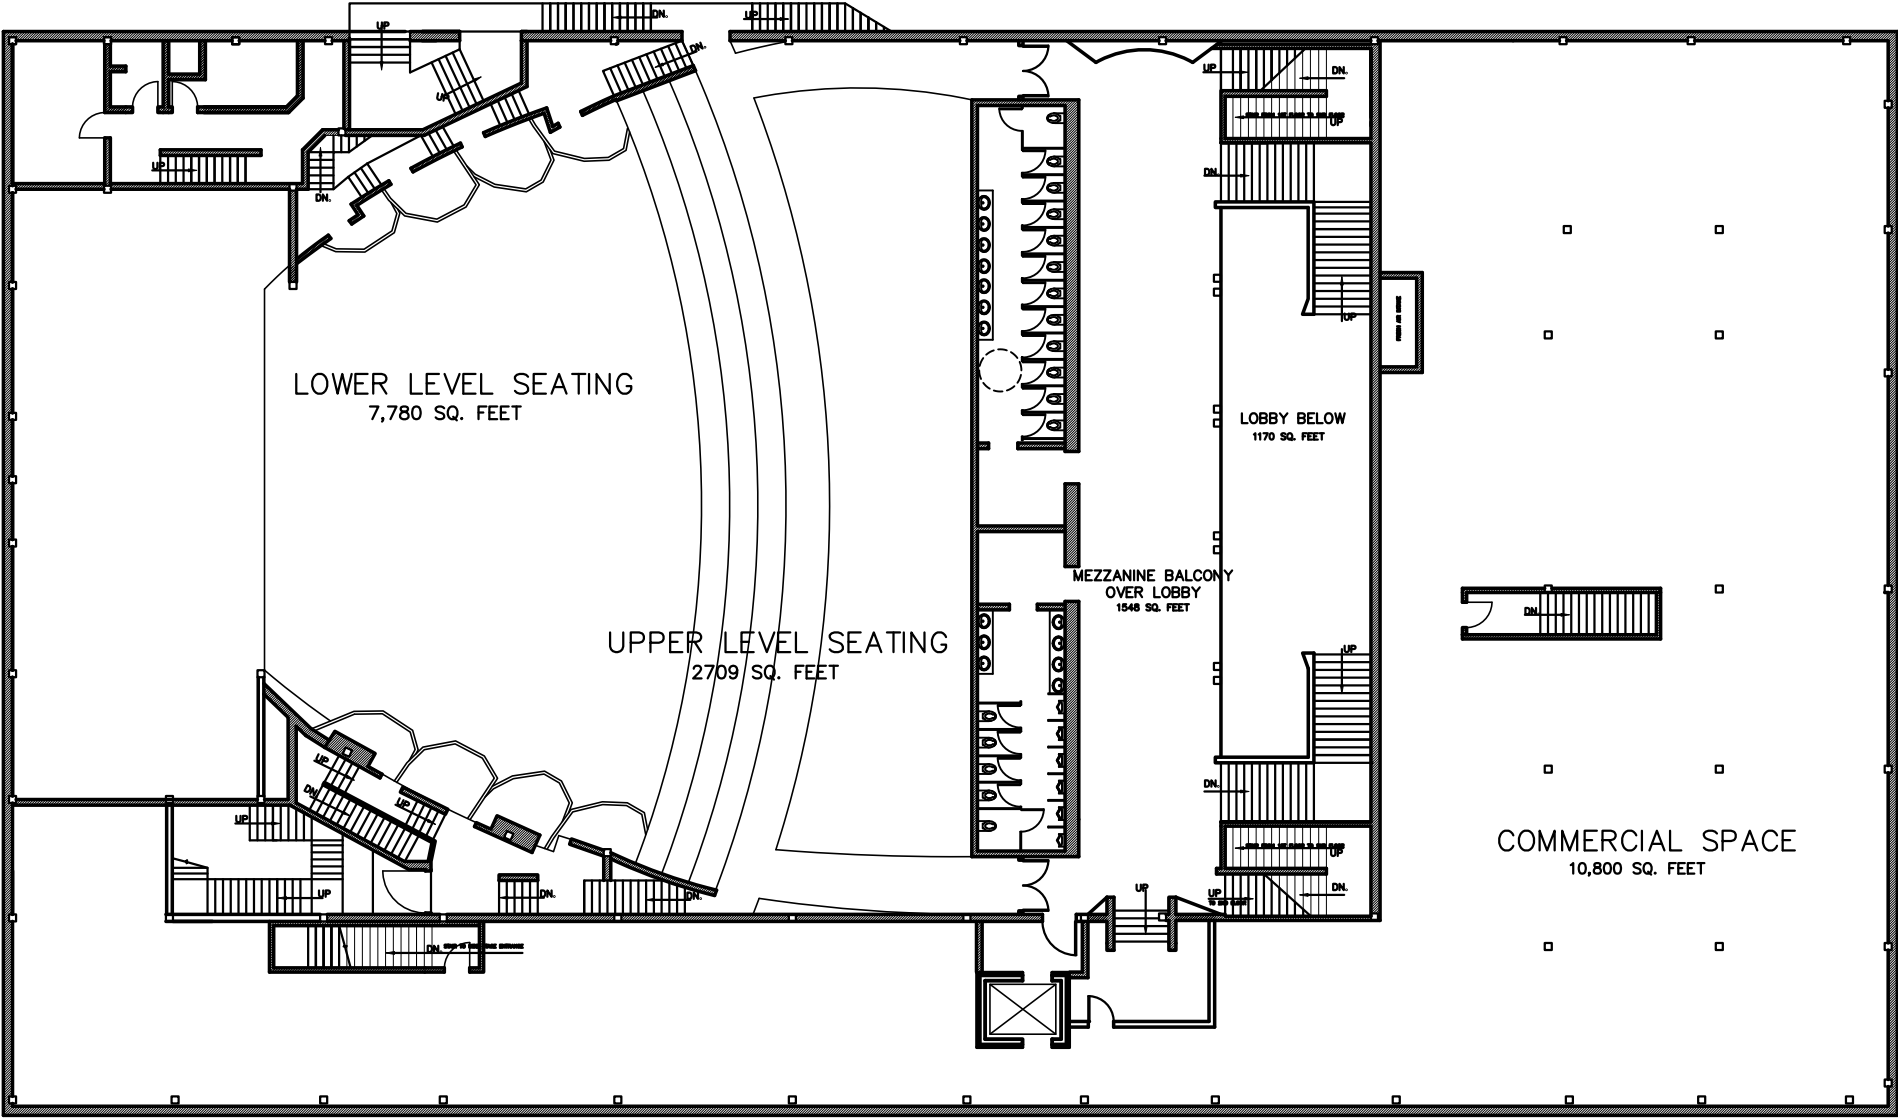 UP
DN.
UP
DN.
UP
UP
DN.
UP
UP
DN.
DN.
UP
UP
LOWER LEVEL SEATING
7,780 SQ. FEET
LOBBY BELOW
1170 SQ. FEET
MEZZANINE BALCONY
OVER LOBBY
1548 SQ. FEET
DN.
UPPER LEVEL SEATING
2709 SQ. FEET
UP
UP
DN.
UP
DN.
UP
COMMERCIAL SPACE
10,800 SQ. FEET
UP
UP
DN.
DN.
UP
UP
DN.
DN.